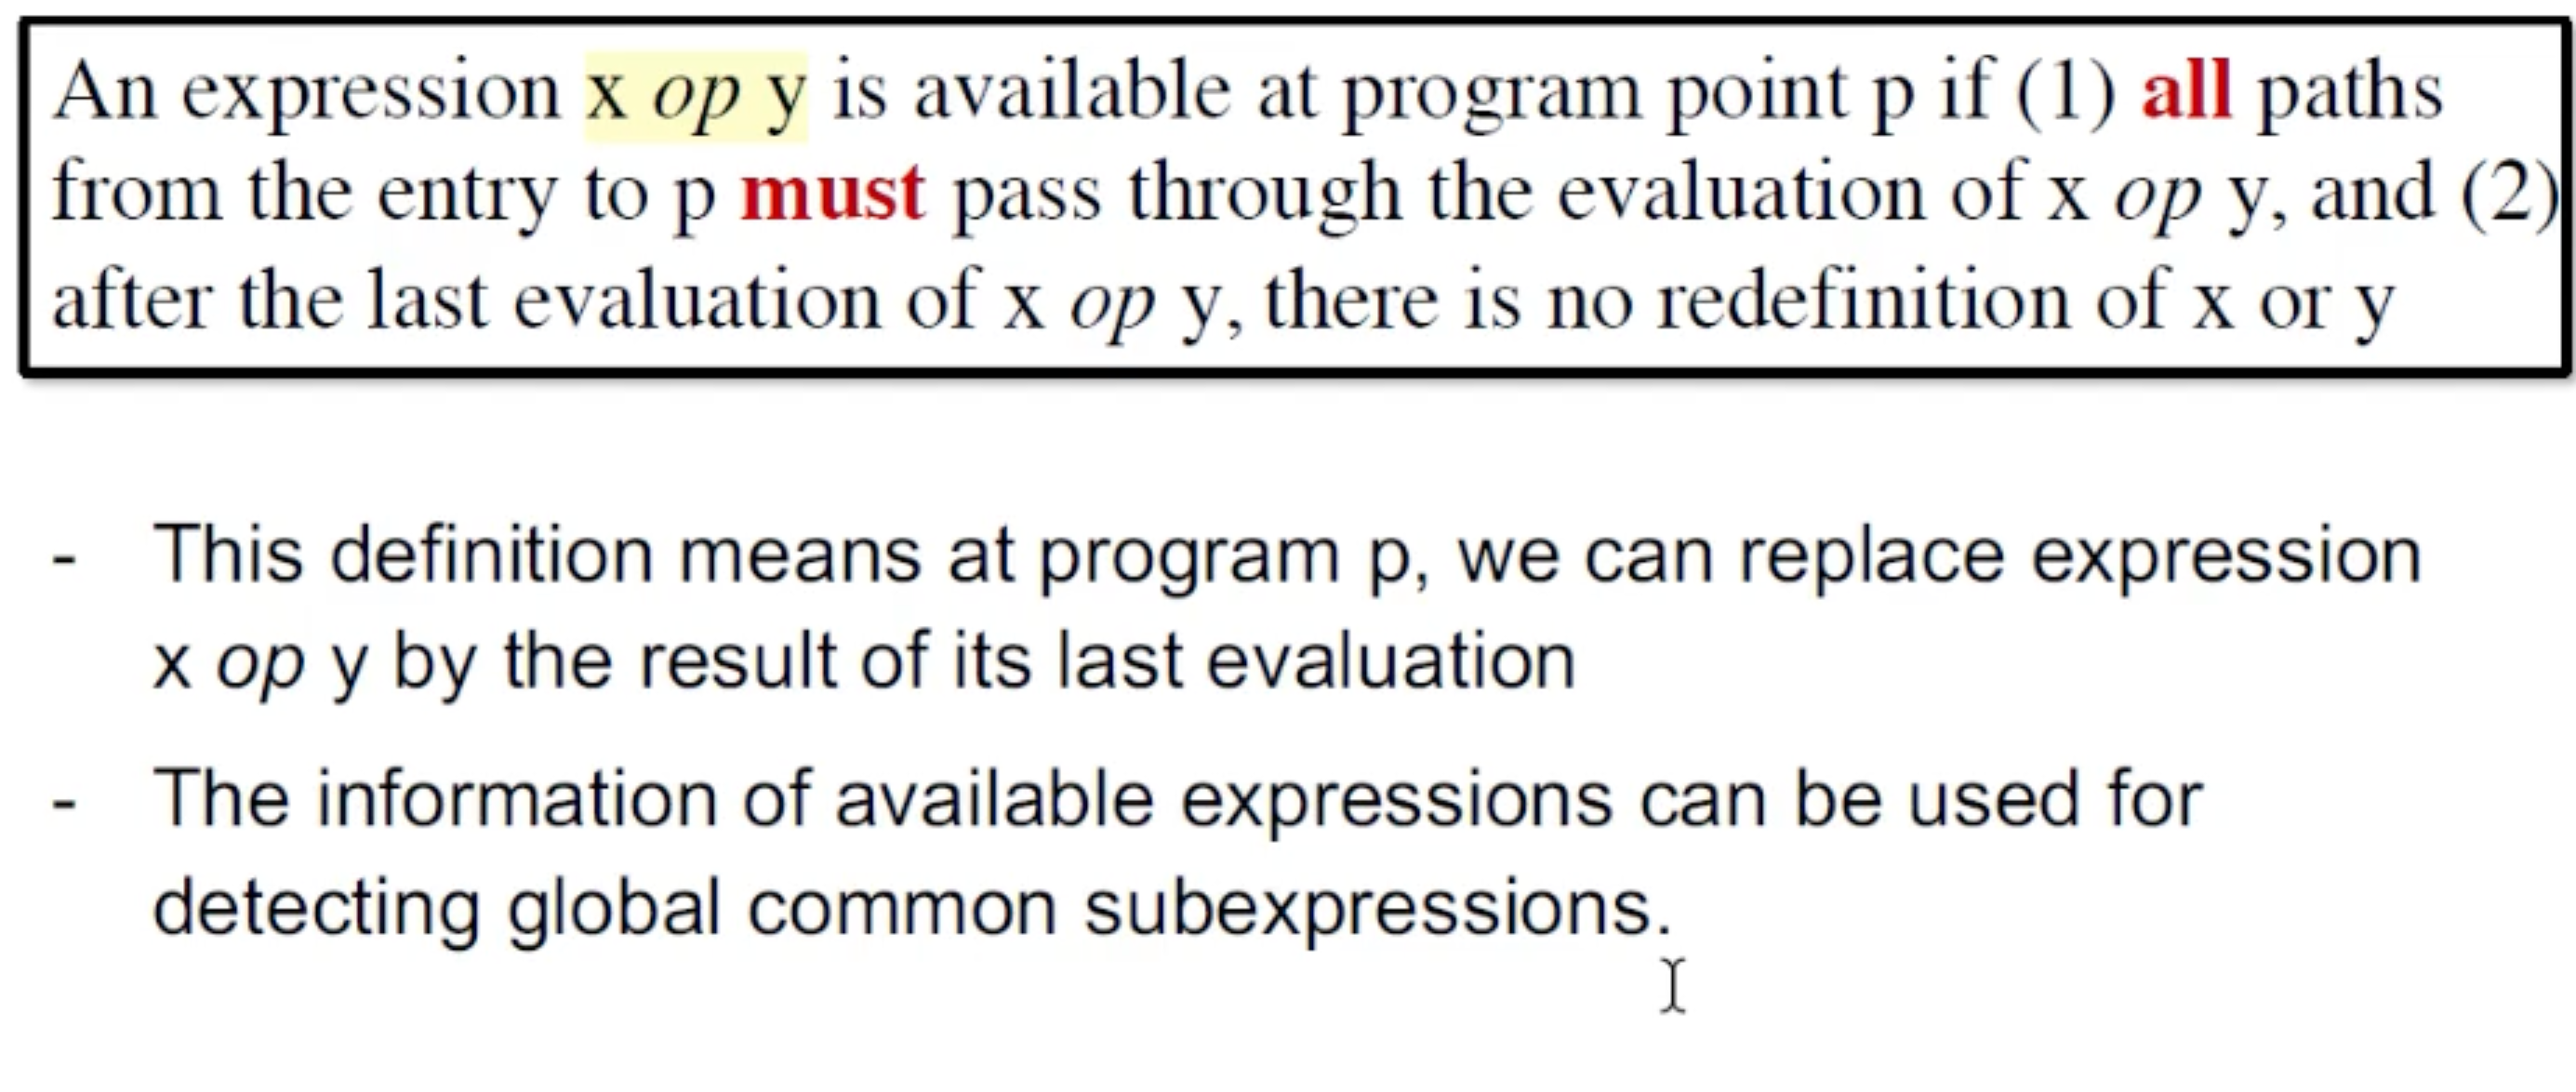 An expression x op y is available at program point p if (1) all paths
from the entry to p must pass through the evaluation of x op y, and (2)
after the last evaluation of x op y, there is no redefinition of x or y
- This definition means at program p, we can replace expression
x op y by the result of its last evaluation
- The information of available expressions can be used for
detecting global common subexpressions.